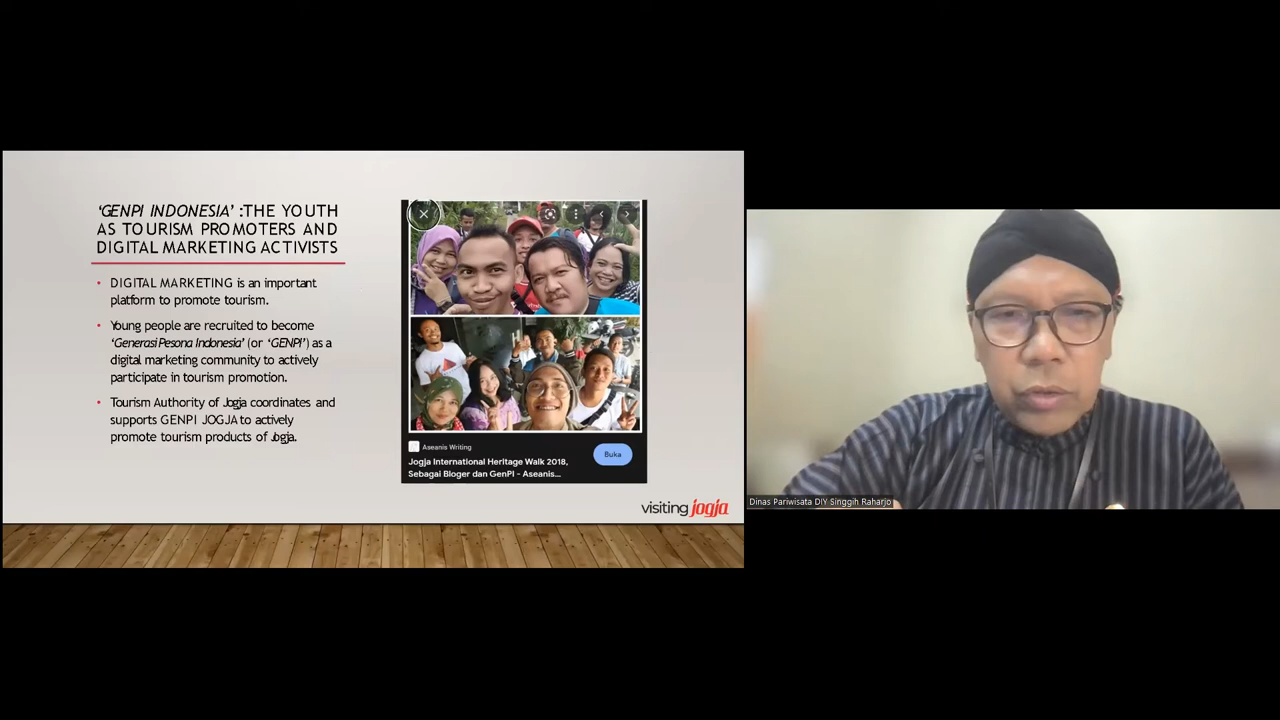 ‘GENPI INDONESIA’ :THE YOUTH
AS TOURISM PROMOTERS AND
DIGITAL MARKETING ACTIVISTS
• DIGITAL MARKETING is an important
platform to promote tourism.
• Young people are recruited to become
‘Generasi Pesona Indonesia’ (or ‘GENPI’) as a
digital marketing community to actively
participate in tourism promotion.
• Tourism Authority of Jogja coordinates and
supports GENPI JOGJA to actively
promote tourism products of Jogja.
Aseanis Writing
Jogja International Heritage Walk 2018,
Sebagai Bloger dan GenPI - Aseanis...
Buka
visiting jogja
Dinas Pariwisata DIY Singgih Raharjo